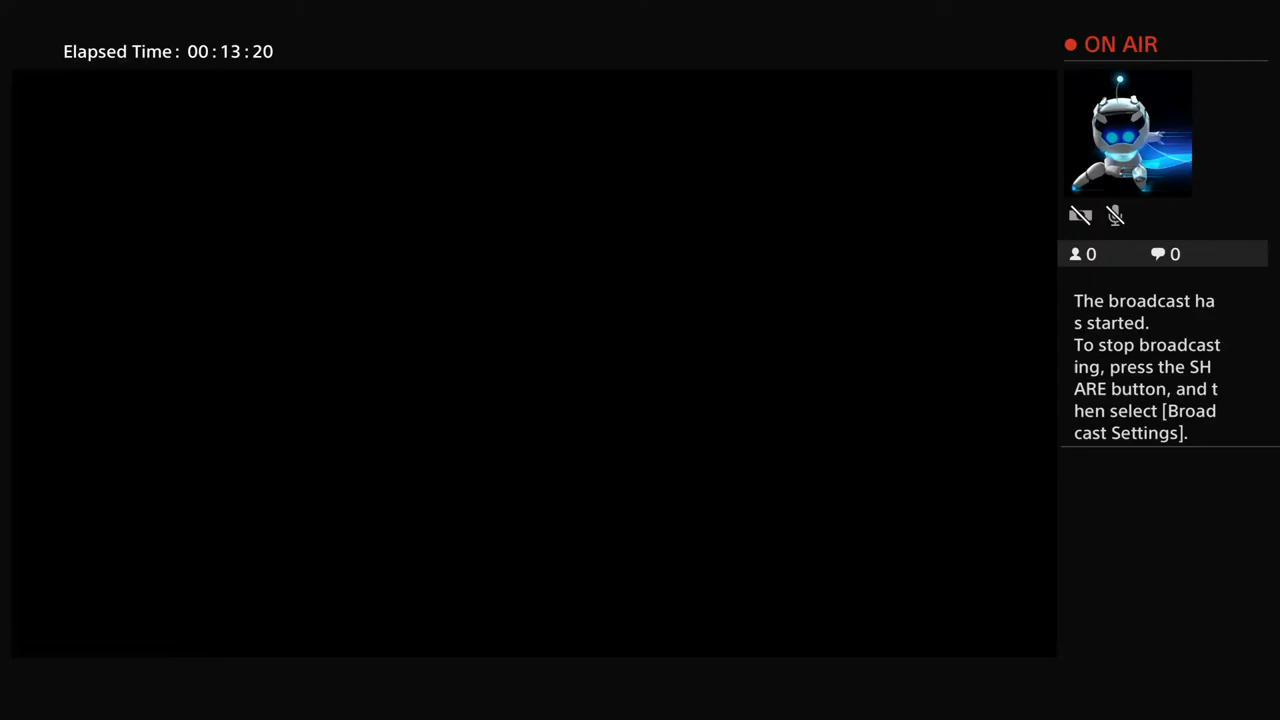 Elapsed Time: 00:13:20
ON AIR
0 0
The broadcast ha
s started.
To stop broadcast
ing, press the SH
ARE button, and t
hen select [Broad
cast Settings].